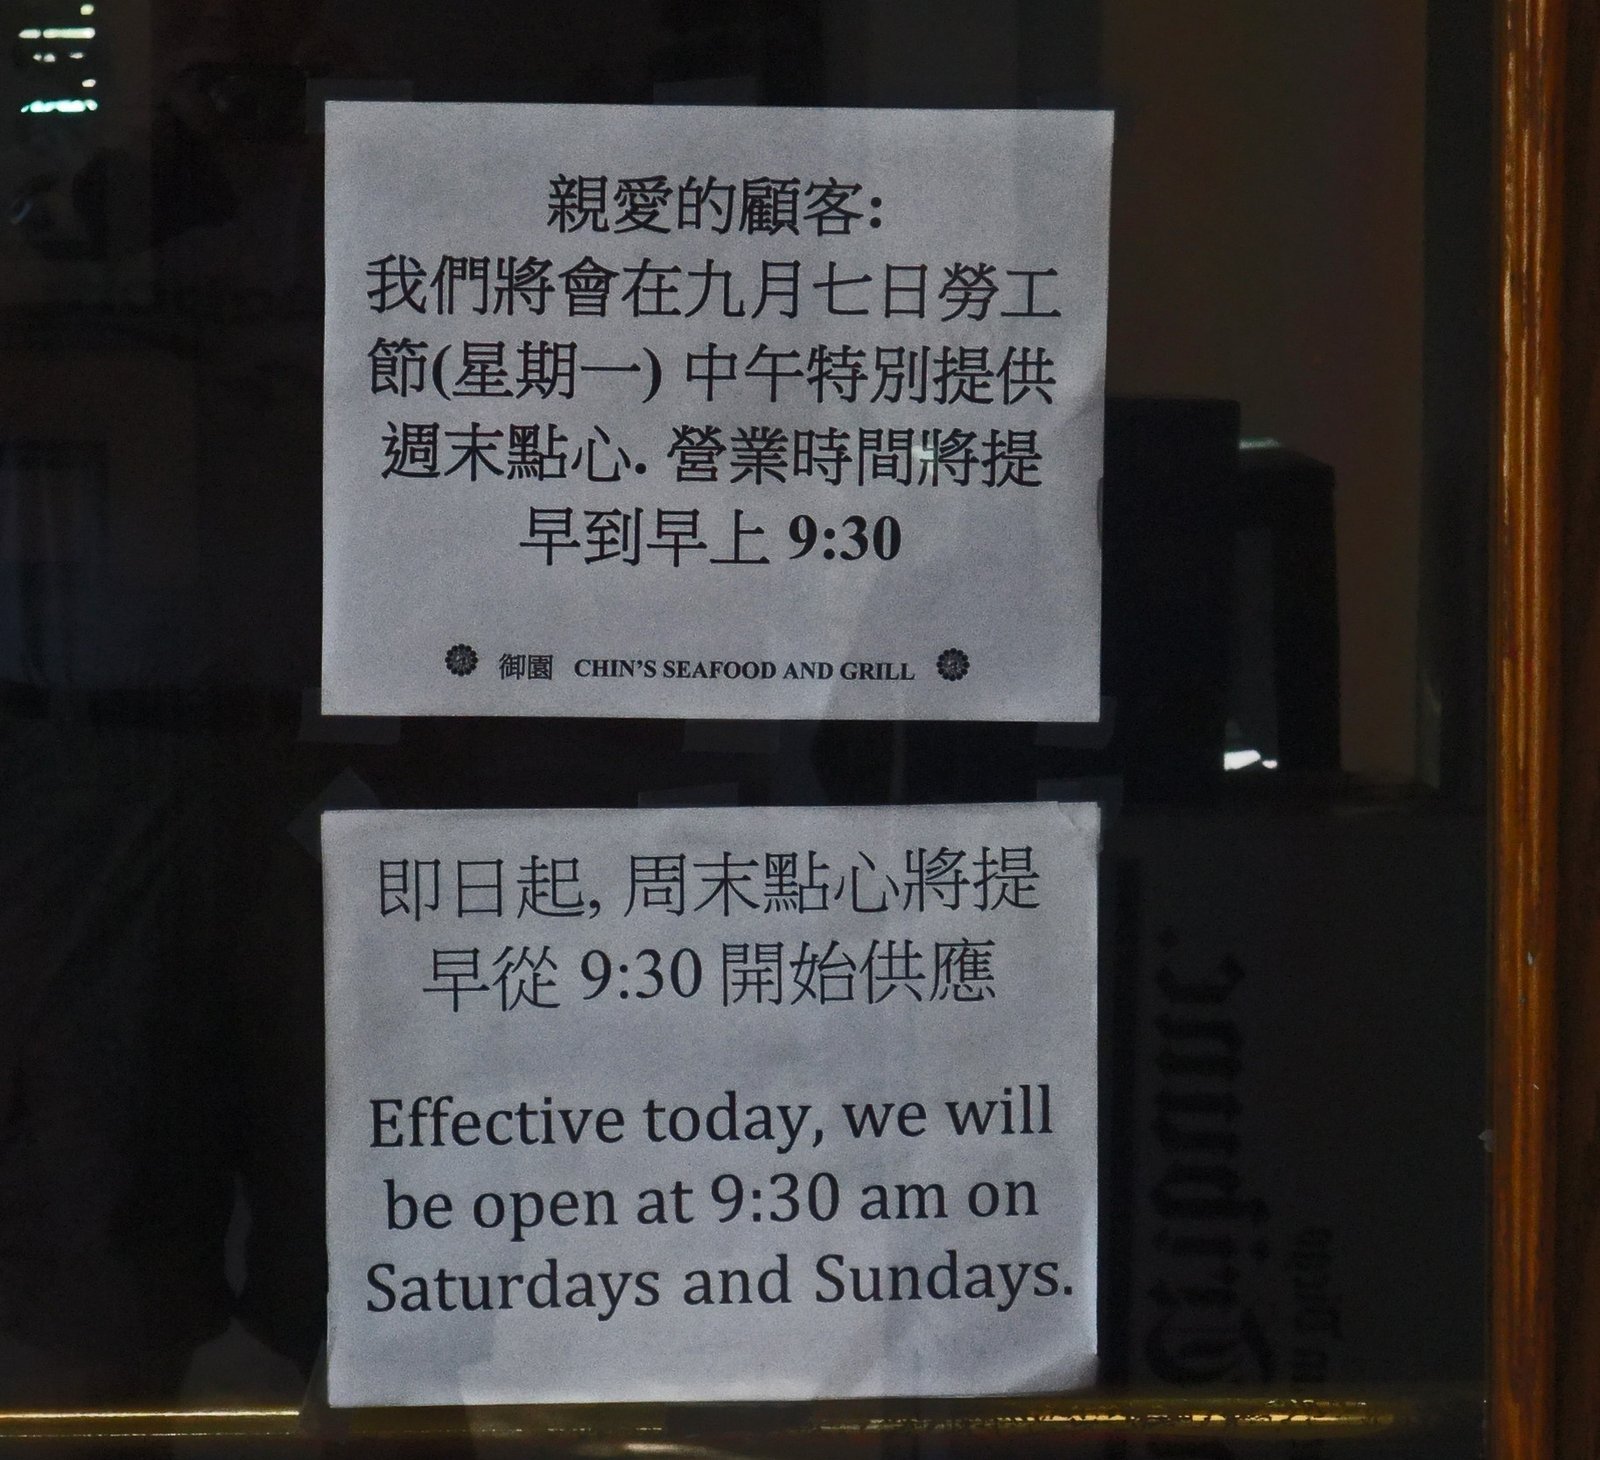 親愛的顧客:
我們將會在九月七日勞工
節(星期一) 中午特別提供
週末點心. 營業時間將提
早到早上 9:30
御園 CHIN'S SEAFOOD AND GRILL
即日起, 周末點心將提
早從 9:30 開始供應
Effective today, we will
be open at 9:30 am on
Saturdays and Sundays.